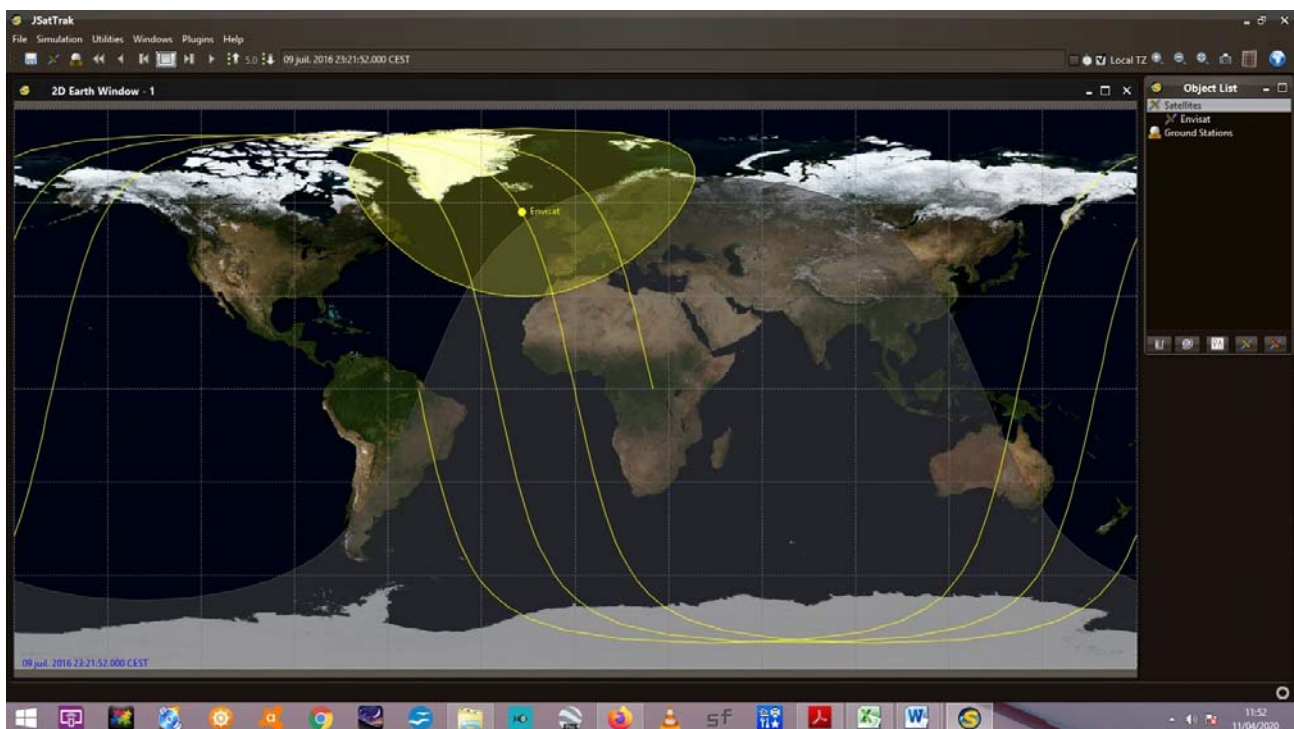 JSatTrak
File Simulation Utilities Windows Plugins Help
5.0 09 juil. 2016 23:21:52.000 CEST
Local TZ
2D Earth Window - 1
Object List
Satellites
Envisat
Ground Stations
Envisat
09 juil. 2016 23:21:52.000 CEST
sf
W
11:52
11/04/2020